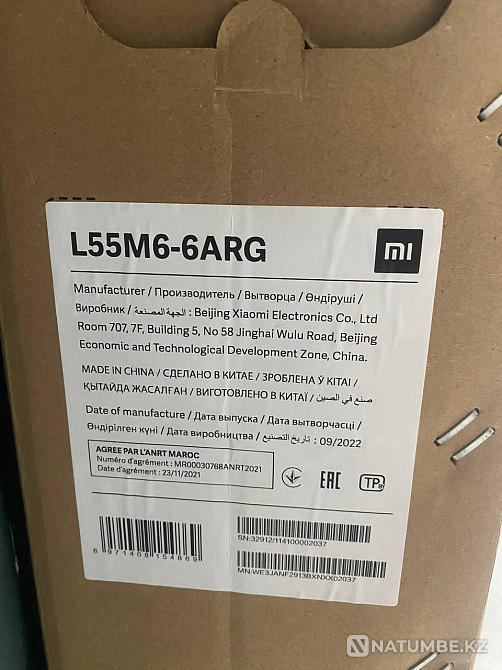 L55M6-6ARG
mi
Manufacturer / Производитель / Вытворца / Өндіруші /
Виробник / الجهة المصنعة : Beijing Xiaomi Electronics Co., Ltd
Room 707, 7F, Building 5, No 58 Jinghai Wulu Road, Beijing
Economic and Technological Development Zone, China.
MADE IN CHINA / СДЕЛАНО В КИТАЕ / ЗРОБЛЕНА Ў КІТАІ /
ҚЫТАЙДА ЖАСАЛҒАН / ВИГОТОВЛЕНО В КИТАЇ / صنع في الصين
Date of manufacture / Дата выпуска / Дата вытворчасці /
Өндірілген күні / Дата виробництва / تاريخ التصنيع : 09/2022
AGREE PAR L'ANRT MAROC
Numéro d'agrément : MR00030768ANRT2021
Date d'agrément : 23/11/2021
EAC
TP
6 971408 154869
SN:32912/114100002037
MN:WE3JANF2913BXNXX02037
NATUMBE.KZ